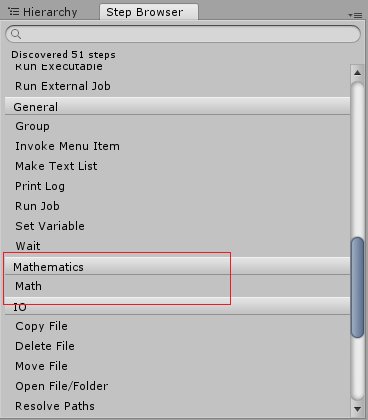 Hierarchy Step Browser
Discovered 51 steps
Run Executable
Run External Job
General
Group
Invoke Menu Item
Make Text List
Print Log
Run Job
Set Variable
Wait
Mathematics
Math
IO
Copy File
Delete File
Move File
Open File/Folder
Resolve Paths